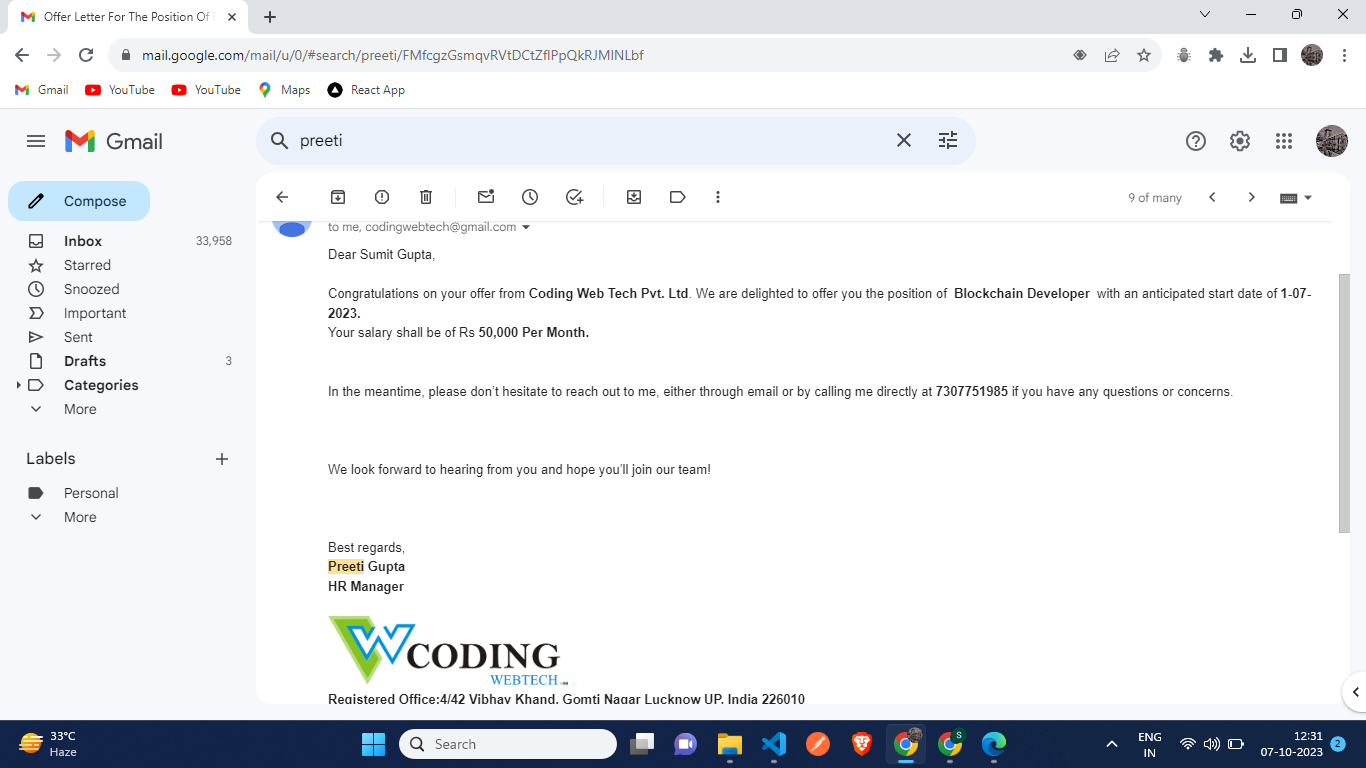 Offer Letter For The Position Of
mail.google.com/mail/u/0/#search/preeti/FMfcgzGsmqvRVtDCtZflPpQkRJMlNLbf
Gmail YouTube YouTube Maps React App
Gmail
preeti
Compose
9 of many
Inbox 33,958
Starred
Snoozed
Important
Sent
Drafts 3
Categories
More
Labels
Personal
More
to me, codingwebtech@gmail.com
Dear Sumit Gupta,
Congratulations on your offer from Coding Web Tech Pvt. Ltd. We are delighted to offer you the position of Blockchain Developer with an anticipated start date of 1-07-
2023.
Your salary shall be of Rs 50,000 Per Month.
In the meantime, please don’t hesitate to reach out to me, either through email or by calling me directly at 7307751985 if you have any questions or concerns.
We look forward to hearing from you and hope you’ll join our team!
Best regards,
Preeti Gupta
HR Manager
W CODING
WEBTECH
Registered Office:4/42 Vibhav Khand, Gomti Nagar Lucknow UP, India 226010
33°C
Haze
Search
S
ENG
IN
12:31
07-10-2023
2